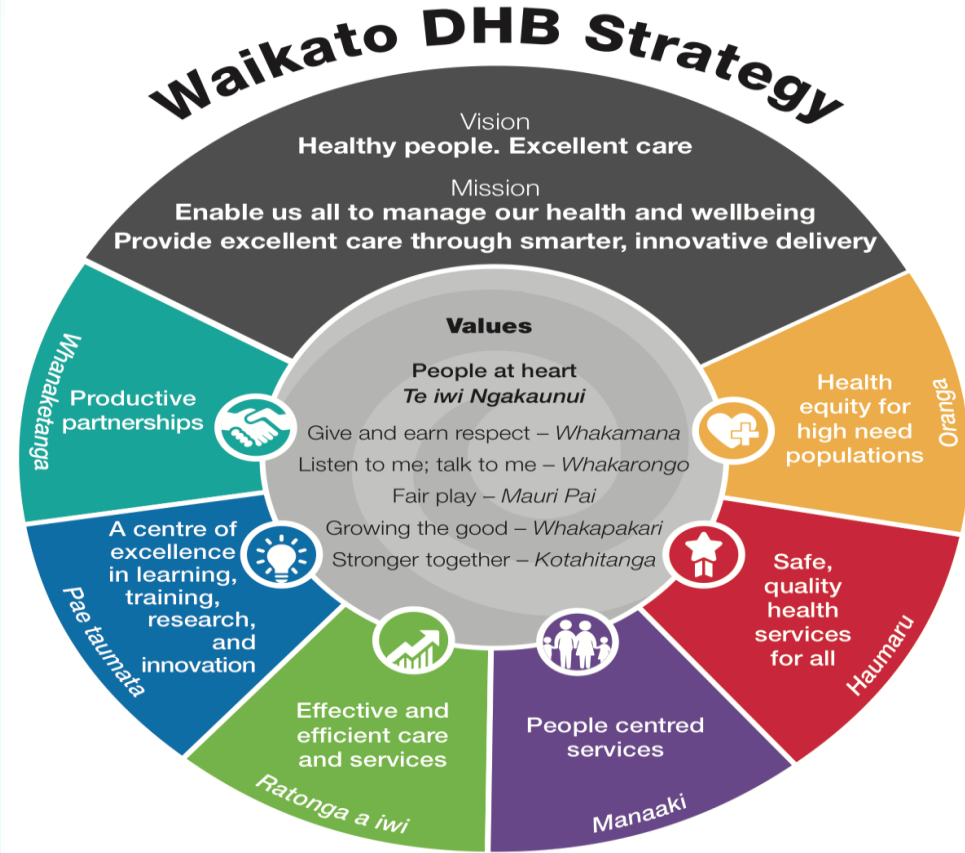 Waikato DHB Strategy
Vision
Healthy people. Excellent care
Mission
Enable us all to manage our health and wellbeing
Provide excellent care through smarter, innovative delivery
Values
People at heart
Te iwi Ngakaunui
Give and earn respect – Whakamana
Listen to me; talk to me – Whakarongo
Fair play – Mauri Pai
Growing the good – Whakapakari
Stronger together – Kotahitanga
Health
equity for
high need
populations
Oranga
Safe,
quality
health
services
for all
Haumaru
People centred
services
Manaaki
Effective and
efficient care
and services
Ratonga a iwi
A centre of
excellence
in learning,
training,
research,
and
innovation
Pae taumata
Productive
partnerships
Whanaketanga